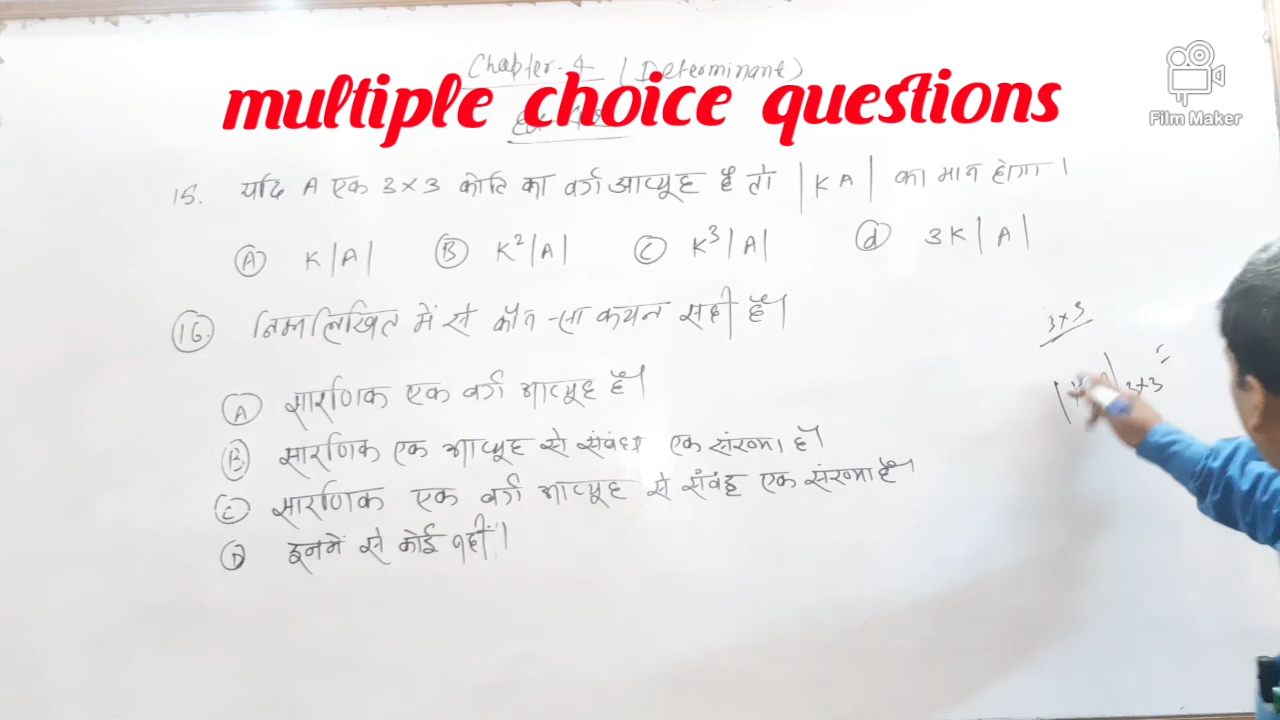 Chapter-4 (Determinant)
multiple choice questions
Film Maker
15. यदि A एक 3×3 कोटि का वर्ग आव्यूह है तो |KA| का मान होगा।
(A) K|A| (B) K²|A| (C) K³|A| (d) 3K|A|
(16.) निम्नलिखित में से कौन-सा कथन सही है।
(A) सारणिक एक वर्ग आव्यूह है।
(B) सारणिक एक आव्यूह से संबंध एक संख्या है।
(C) सारणिक एक वर्ग आव्यूह से संबंद्ध एक संख्या है।
(D) इनमें से कोई नहीं।
3×3
3×3